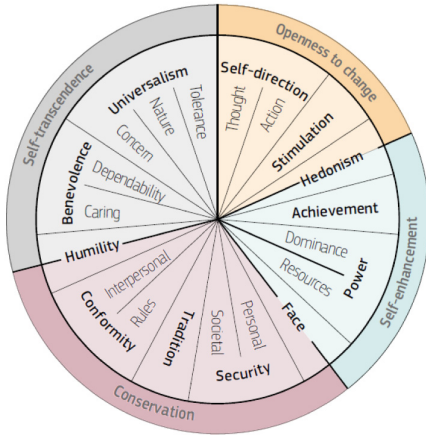 Openness to change
Self-direction
Thought
Action
Stimulation
Hedonism
Self-enhancement
Achievement
Dominance
Resources
Power
Face
Conservation
Personal
Societal
Security
Tradition
Rules
Interpersonal
Conformity
Humility
Self-transcendence
Caring
Dependability
Benevolence
Concern
Nature
Tolerance
Universalism